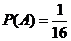 P(A) = 1/16